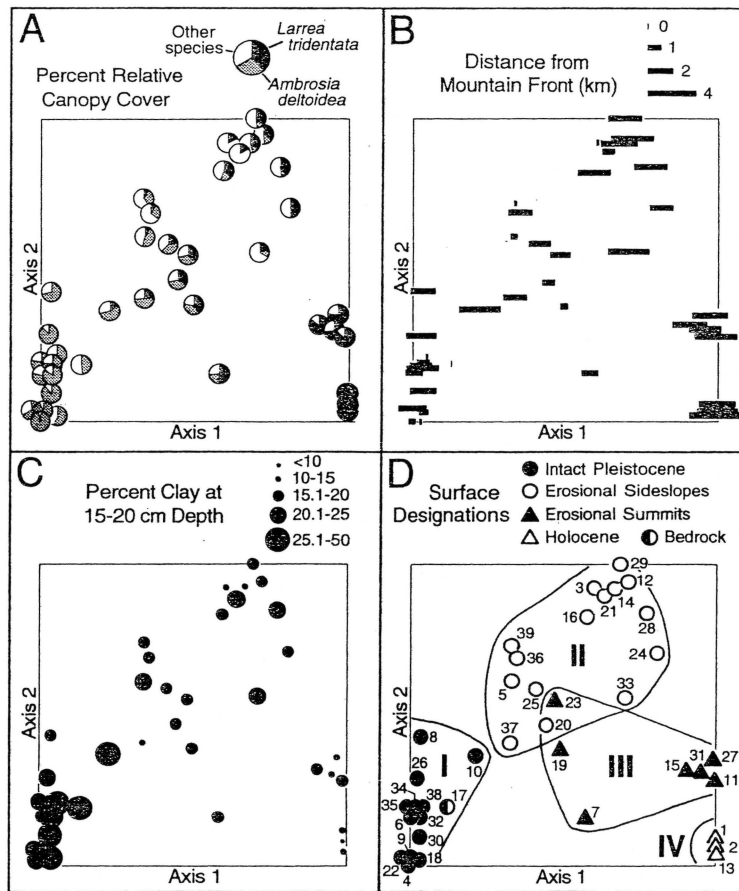 A
Other
species
Larrea
tridentata
Ambrosia
deltoidea
Percent Relative
Canopy Cover
Axis 2
Axis 1
B
Distance from
Mountain Front (km)
0
1
2
4
Axis 2
Axis 1
C
Percent Clay at
15-20 cm Depth
<10
10-15
15.1-20
20.1-25
25.1-50
Axis 2
Axis 1
D
Surface
Designations
Intact Pleistocene
Erosional Sideslopes
Erosional Summits
Holocene
Bedrock
29
3
12
14
21
16
28
39
36
II
24
5
25
23
33
37
20
8
I
10
19
III
31
27
15
11
26
34
38
17
35
6
32
7
9
30
IV
1
2
13
22
18
4
Axis 2
Axis 1